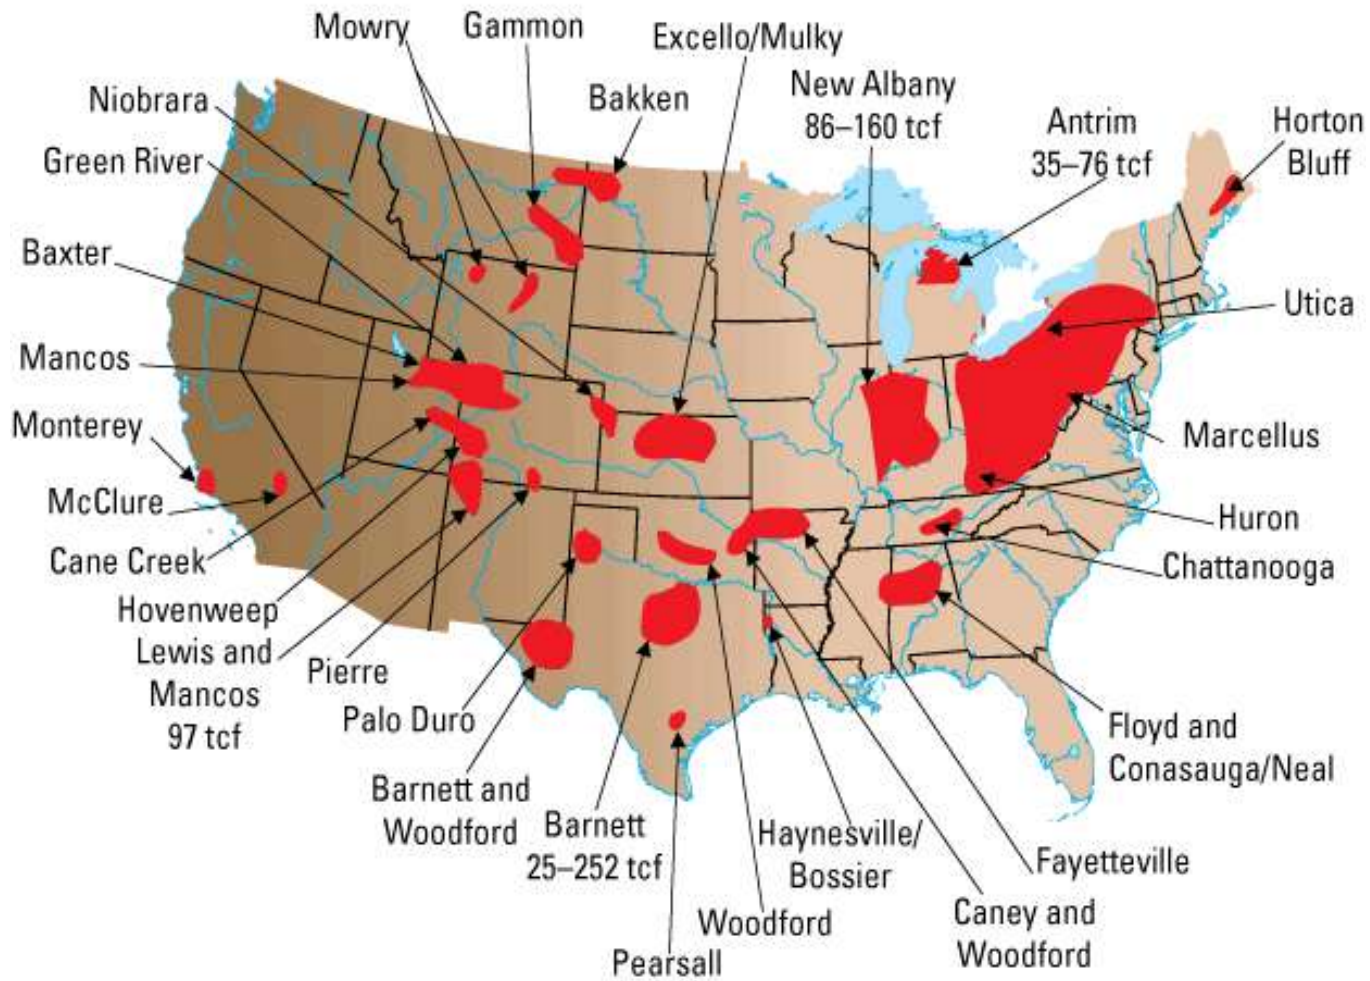 Mowry
Gammon
Excello/Mulky
Niobrara
Bakken
New Albany
86–160 tcf
Antrim
35–76 tcf
Horton
Bluff
Green River
Baxter
Utica
Mancos
Monterey
Marcellus
McClure
Huron
Cane Creek
Chattanooga
Hovenweep
Lewis and
Mancos
97 tcf
Pierre
Palo Duro
Floyd and
Conasauga/Neal
Barnett and
Woodford
Barnett
25–252 tcf
Haynesville/
Bossier
Fayetteville
Woodford
Caney and
Woodford
Pearsall